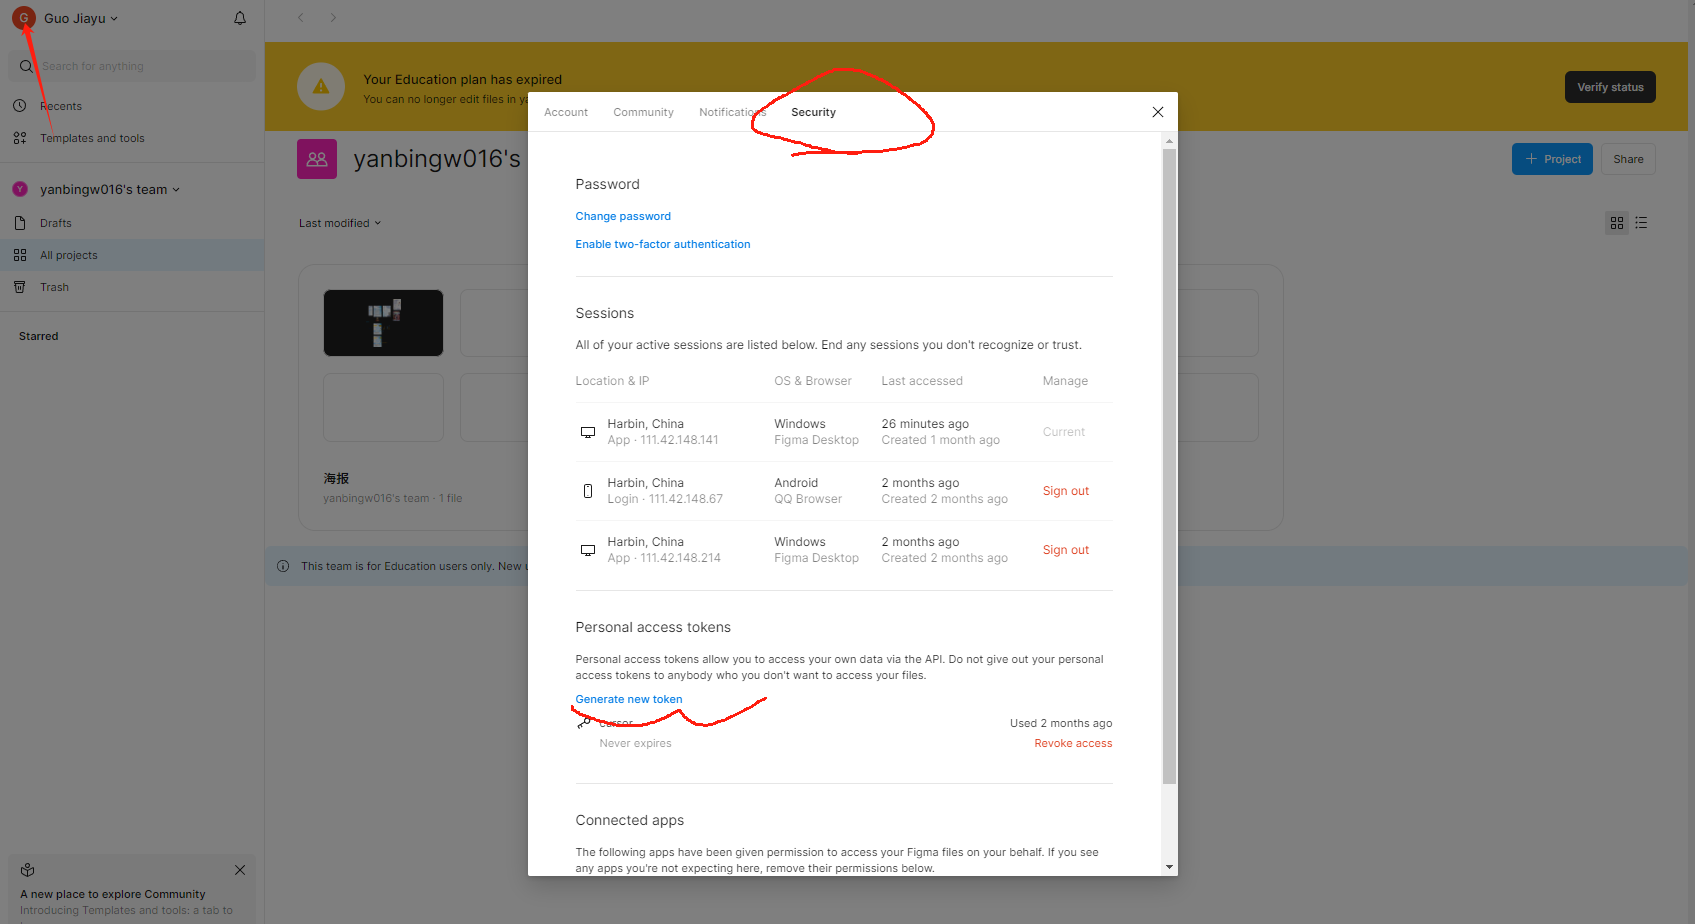 G Guo Jiayu
Search for anything
Recents
Templates and tools
Y yanbingw016's team
Drafts
All projects
Trash
Starred
A new place to explore Community
Introducing Templates and tools: a tab to
Your Education plan has expired
You can no longer edit files in ya
Verify status
yanbingw016's
Project
Share
Last modified
海报
yanbingw016's team · 1 file
This team is for Education users only. New u
Account Community Notifications Security
Password
Change password
Enable two-factor authentication
Sessions
All of your active sessions are listed below. End any sessions you don't recognize or trust.
Location & IP OS & Browser Last accessed Manage
Harbin, China Windows 26 minutes ago
App · 111.42.148.141 Figma Desktop Created 1 month ago Current
Harbin, China Android 2 months ago
Login · 111.42.148.67 QQ Browser Created 2 months ago Sign out
Harbin, China Windows 2 months ago
App · 111.42.148.214 Figma Desktop Created 2 months ago Sign out
Personal access tokens
Personal access tokens allow you to access your own data via the API. Do not give out your personal
access tokens to anybody who you don't want to access your files.
Generate new token
cursor Used 2 months ago
Never expires Revoke access
Connected apps
The following apps have been given permission to access your Figma files on your behalf. If you see
any apps you're not expecting here, remove their permissions below.